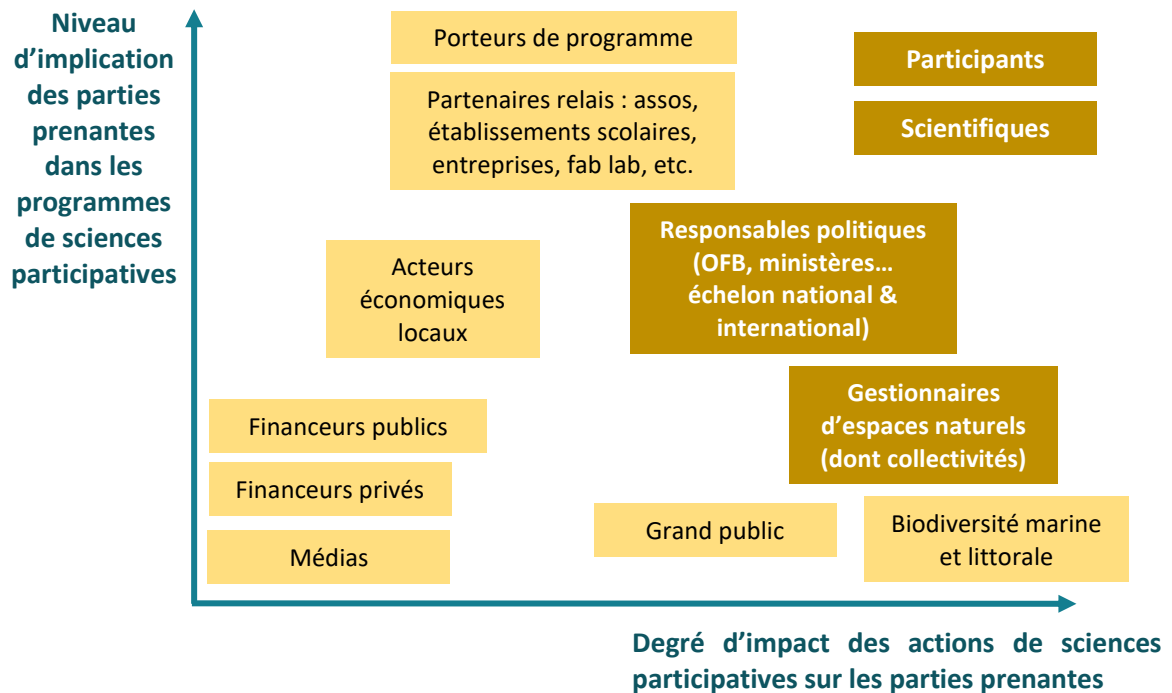 Niveau
d’implication
des parties
prenantes
dans les
programmes
de sciences
participatives
Porteurs de programme
Participants
Partenaires relais : assos,
établissements scolaires,
entreprises, fab lab, etc.
Scientifiques
Responsables politiques
(OFB, ministères…
échelon national &
international)
Acteurs
économiques
locaux
Gestionnaires
d’espaces naturels
(dont collectivités)
Financeurs publics
Financeurs privés
Médias
Grand public
Biodiversité marine
et littorale
Degré d’impact des actions de sciences
participatives sur les parties prenantes